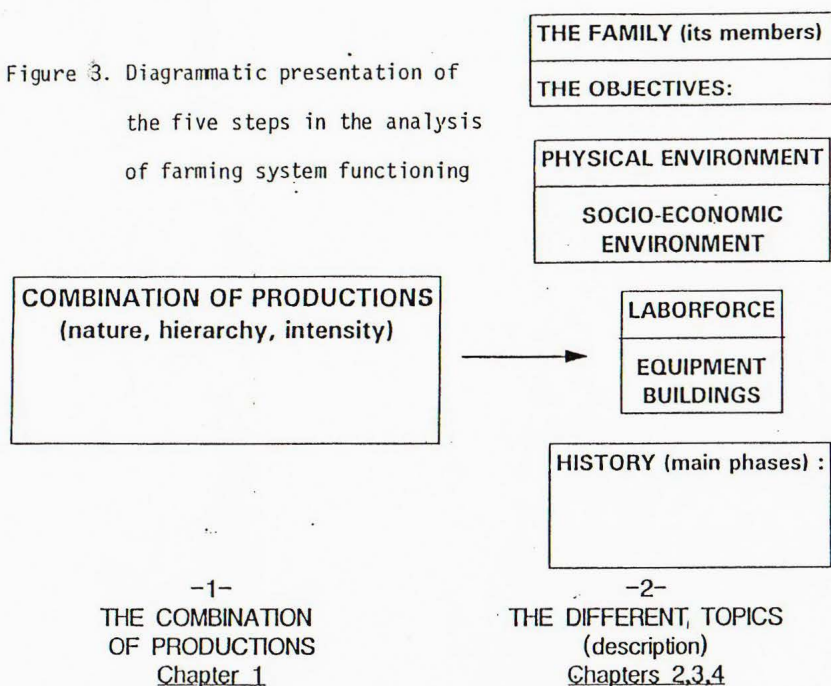 Figure 3. Diagrammatic presentation of
the five steps in the analysis
of farming system functioning
THE FAMILY (its members)
THE OBJECTIVES:
PHYSICAL ENVIRONMENT
SOCIO-ECONOMIC
ENVIRONMENT
COMBINATION OF PRODUCTIONS
(nature, hierarchy, intensity)
LABORFORCE
EQUIPMENT
BUILDINGS
HISTORY (main phases) :
-1-
THE COMBINATION
OF PRODUCTIONS
Chapter 1
-2-
THE DIFFERENT, TOPICS
(description)
Chapters 2,3,4